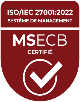 ISO/IEC 27001:2022
SYSTÈME DE MANAGEMENT
MSECB
CERTIFIÉ